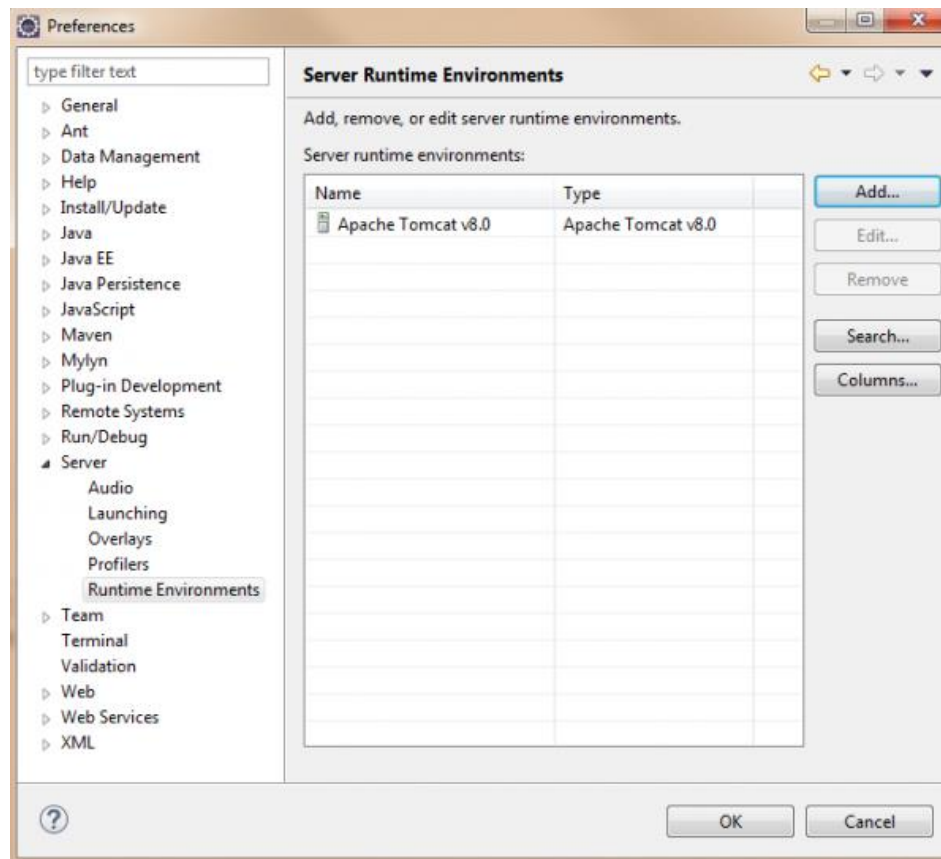 Preferences
type filter text
General
Ant
Data Management
Help
Install/Update
Java
Java EE
Java Persistence
JavaScript
Maven
Mylyn
Plug-in Development
Remote Systems
Run/Debug
Server
Audio
Launching
Overlays
Profilers
Runtime Environments
Team
Terminal
Validation
Web
Web Services
XML
Server Runtime Environments
Add, remove, or edit server runtime environments.
Server runtime environments:
Name Type
Apache Tomcat v8.0 Apache Tomcat v8.0
Add...
Edit...
Remove
Search...
Columns...
?
OK Cancel